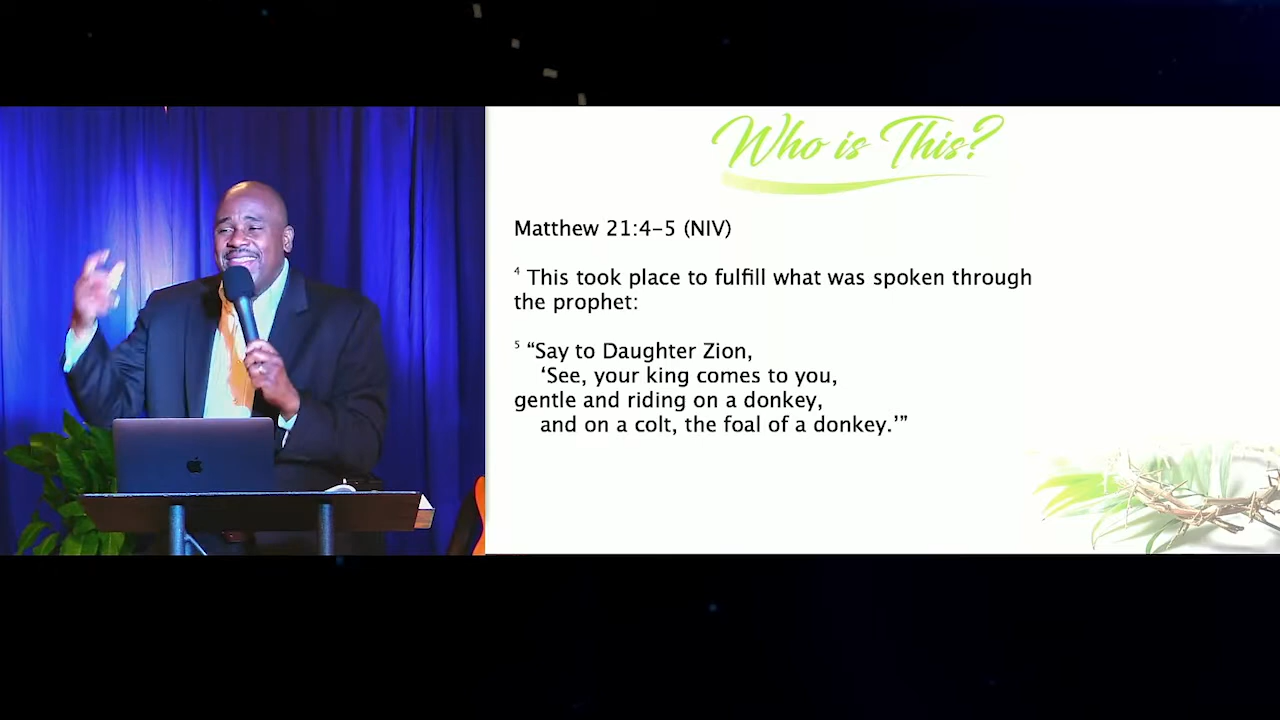 Who is This?
Matthew 21:4-5 (NIV)
4 This took place to fulfill what was spoken through
the prophet:
5 “Say to Daughter Zion,
‘See, your king comes to you,
gentle and riding on a donkey,
and on a colt, the foal of a donkey.’”